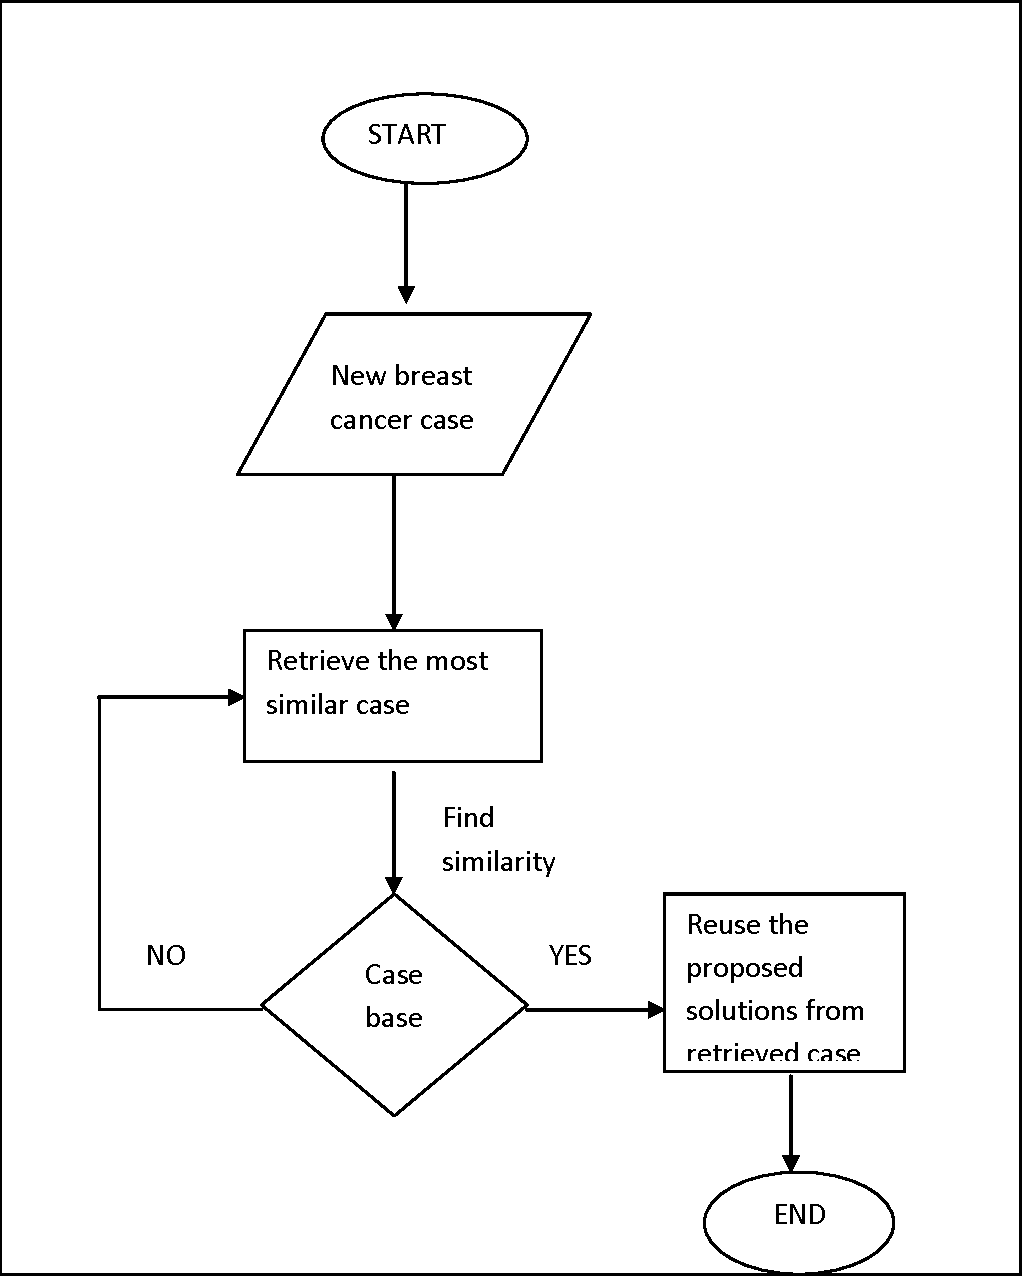 START
New breast
cancer case
Retrieve the most
similar case
Find
similarity
NO
YES
Case
base
Reuse the
proposed
solutions from
retrieved case
END